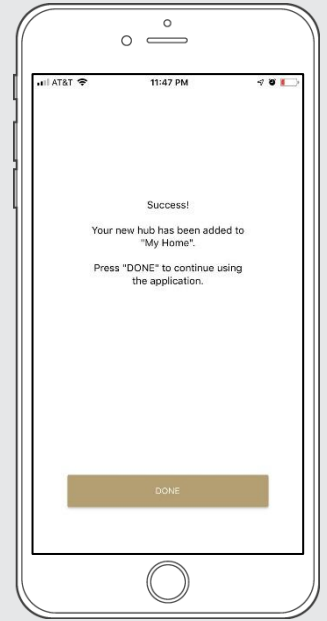 AT&T 11:47 PM
Success!
Your new hub has been added to
"My Home".
Press "DONE" to continue using
the application.
DONE